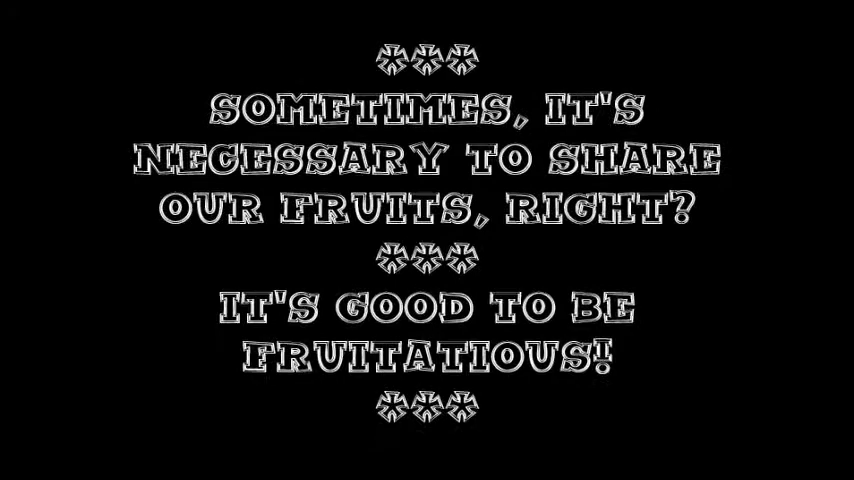 ***
SOMETIMES, IT'S
NECESSARY TO SHARE
OUR FRUITS, RIGHT?
***
IT'S GOOD TO BE
FRUITATIOUS!
***